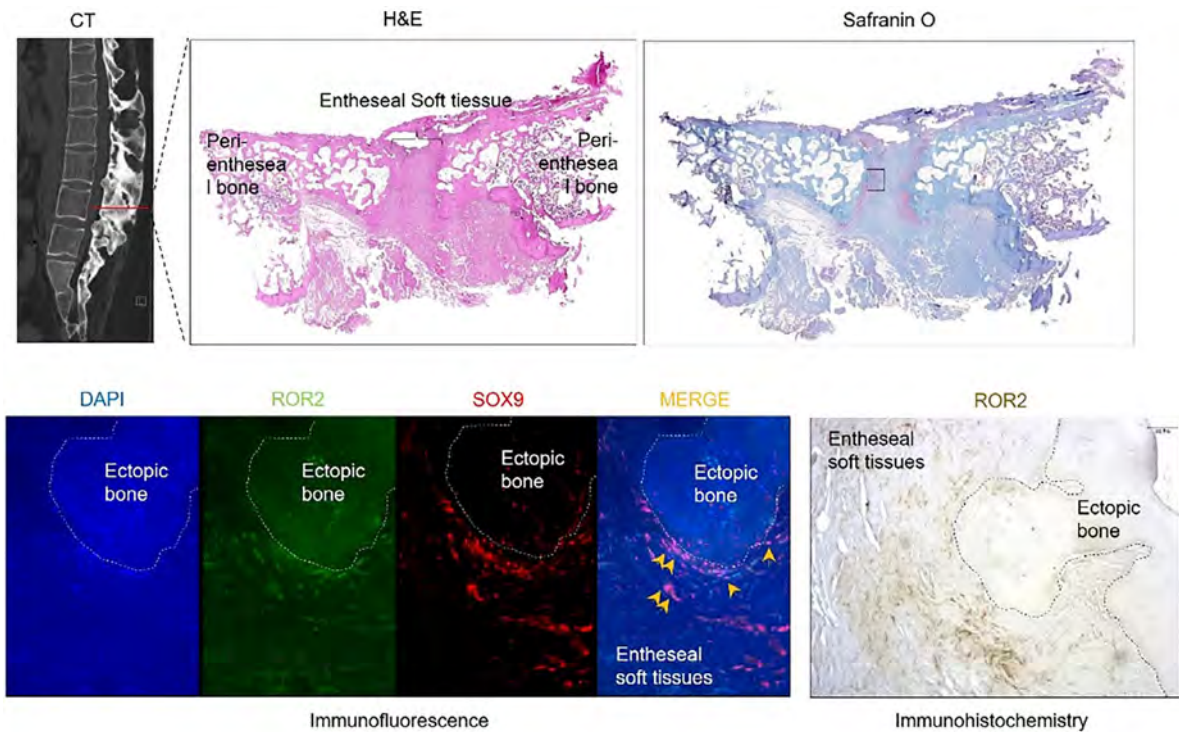 CT
H&E
Safranin O
Entheseal Soft tiessue
Peri-
enthesea
l bone
Peri-
enthesea
l bone
DAPI
ROR2
SOX9
MERGE
ROR2
Ectopic
bone
Ectopic
bone
Ectopic
bone
Ectopic
bone
Entheseal
soft tissues
Entheseal
soft tissues
Ectopic
bone
Immunofluorescence
Immunohistochemistry